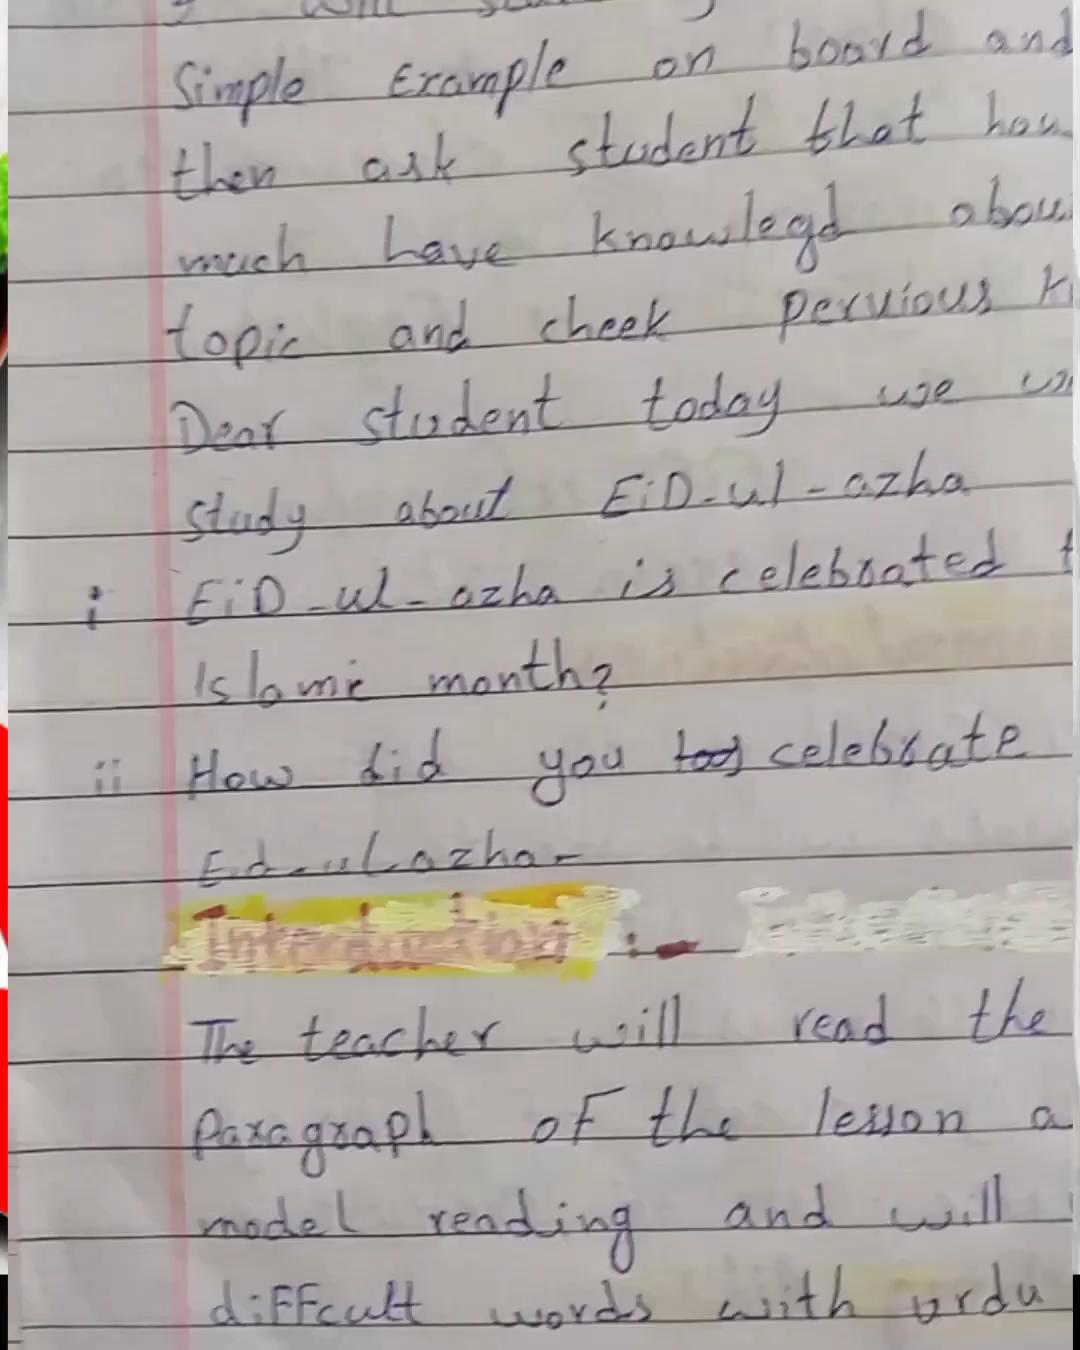 will
Simple Example on board and
then ask student that how
much have knowlegd abou
topic and cheek pervious k
Dear student today we
study about EiD-ul-azha
i EiD-ul-azha is celebrated
Islamic month?
ii How did you celebrate
Ed-ul-azha-
Introduction :-
The teacher will read the
Paragraph of the lesson a
model reading and will
diffcult words with urdu